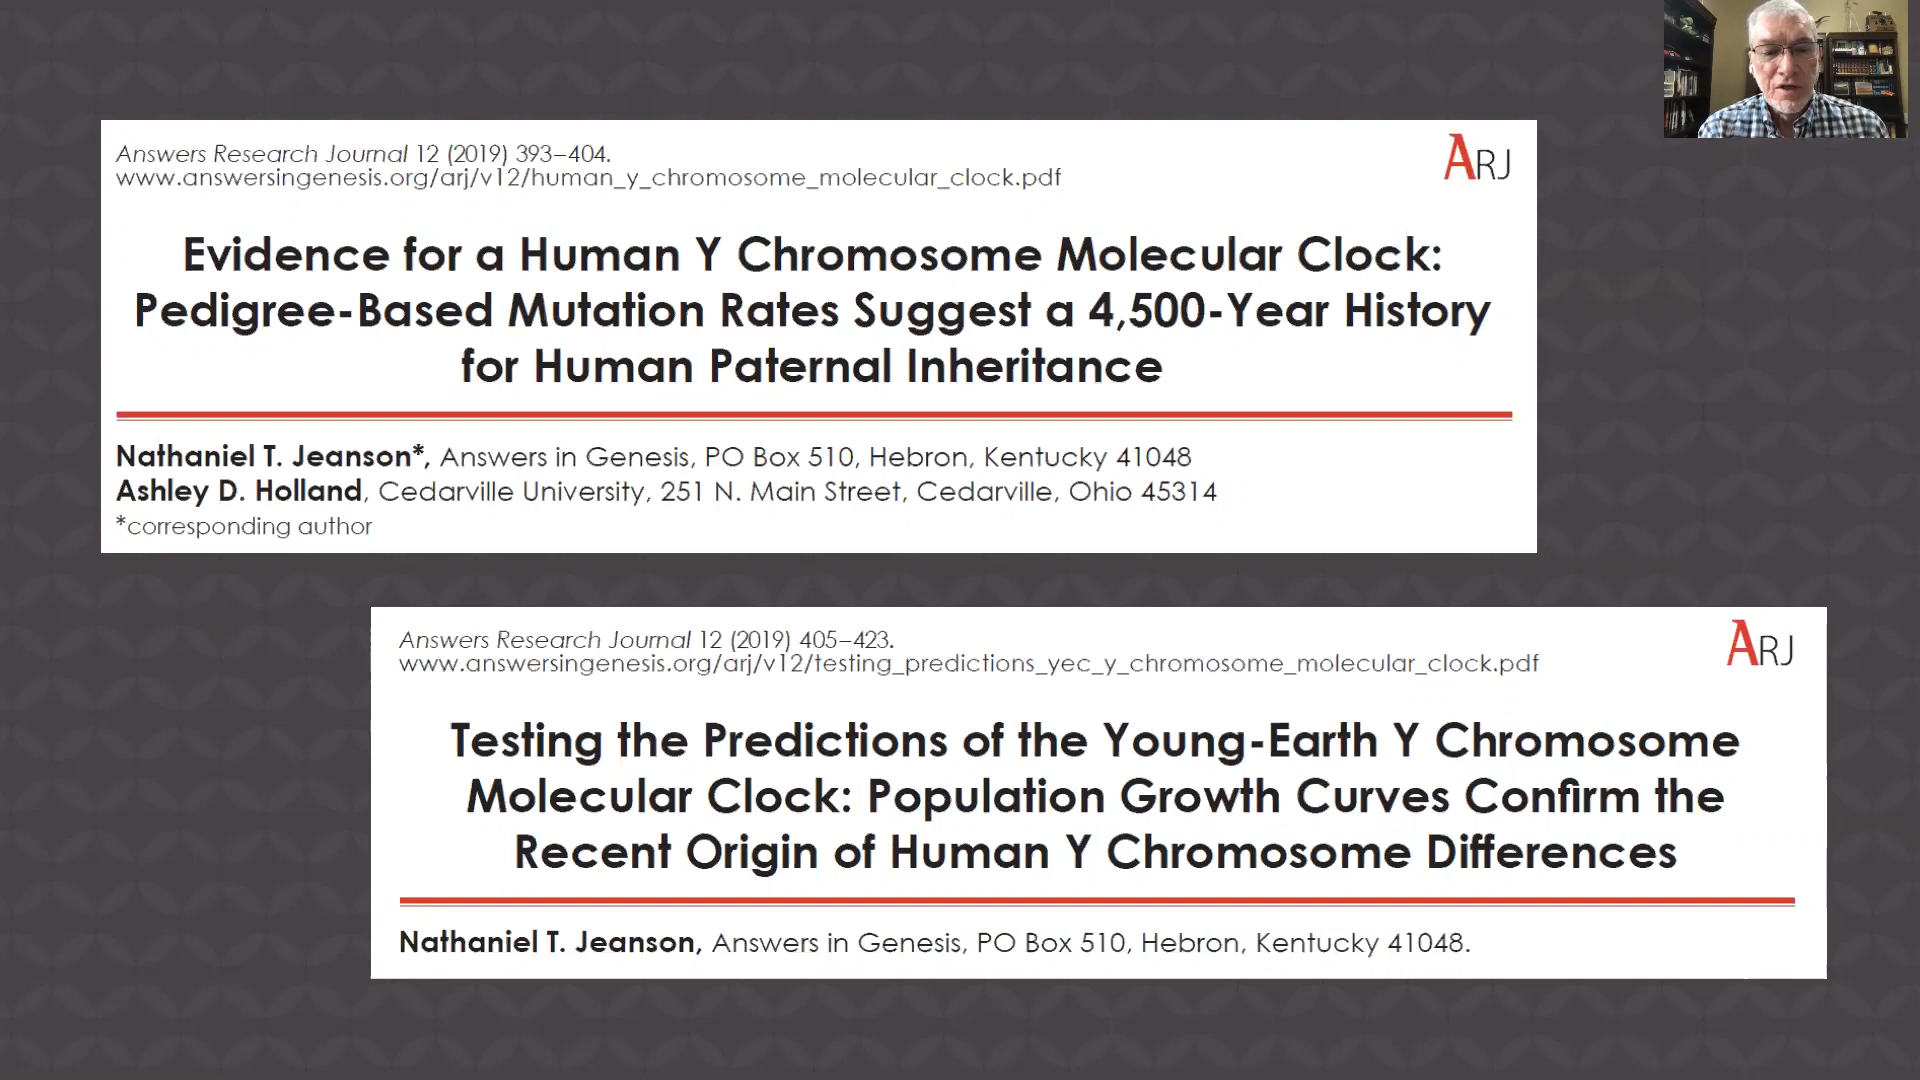 Answers Research Journal 12 (2019) 393–404.
www.answersingenesis.org/arj/v12/human_y_chromosome_molecular_clock.pdf
ARJ
Evidence for a Human Y Chromosome Molecular Clock:
Pedigree-Based Mutation Rates Suggest a 4,500-Year History
for Human Paternal Inheritance
Nathaniel T. Jeanson*, Answers in Genesis, PO Box 510, Hebron, Kentucky 41048
Ashley D. Holland, Cedarville University, 251 N. Main Street, Cedarville, Ohio 45314
*corresponding author
Answers Research Journal 12 (2019) 405–423.
www.answersingenesis.org/arj/v12/testing_predictions_yec_y_chromosome_molecular_clock.pdf
ARJ
Testing the Predictions of the Young-Earth Y Chromosome
Molecular Clock: Population Growth Curves Confirm the
Recent Origin of Human Y Chromosome Differences
Nathaniel T. Jeanson, Answers in Genesis, PO Box 510, Hebron, Kentucky 41048.